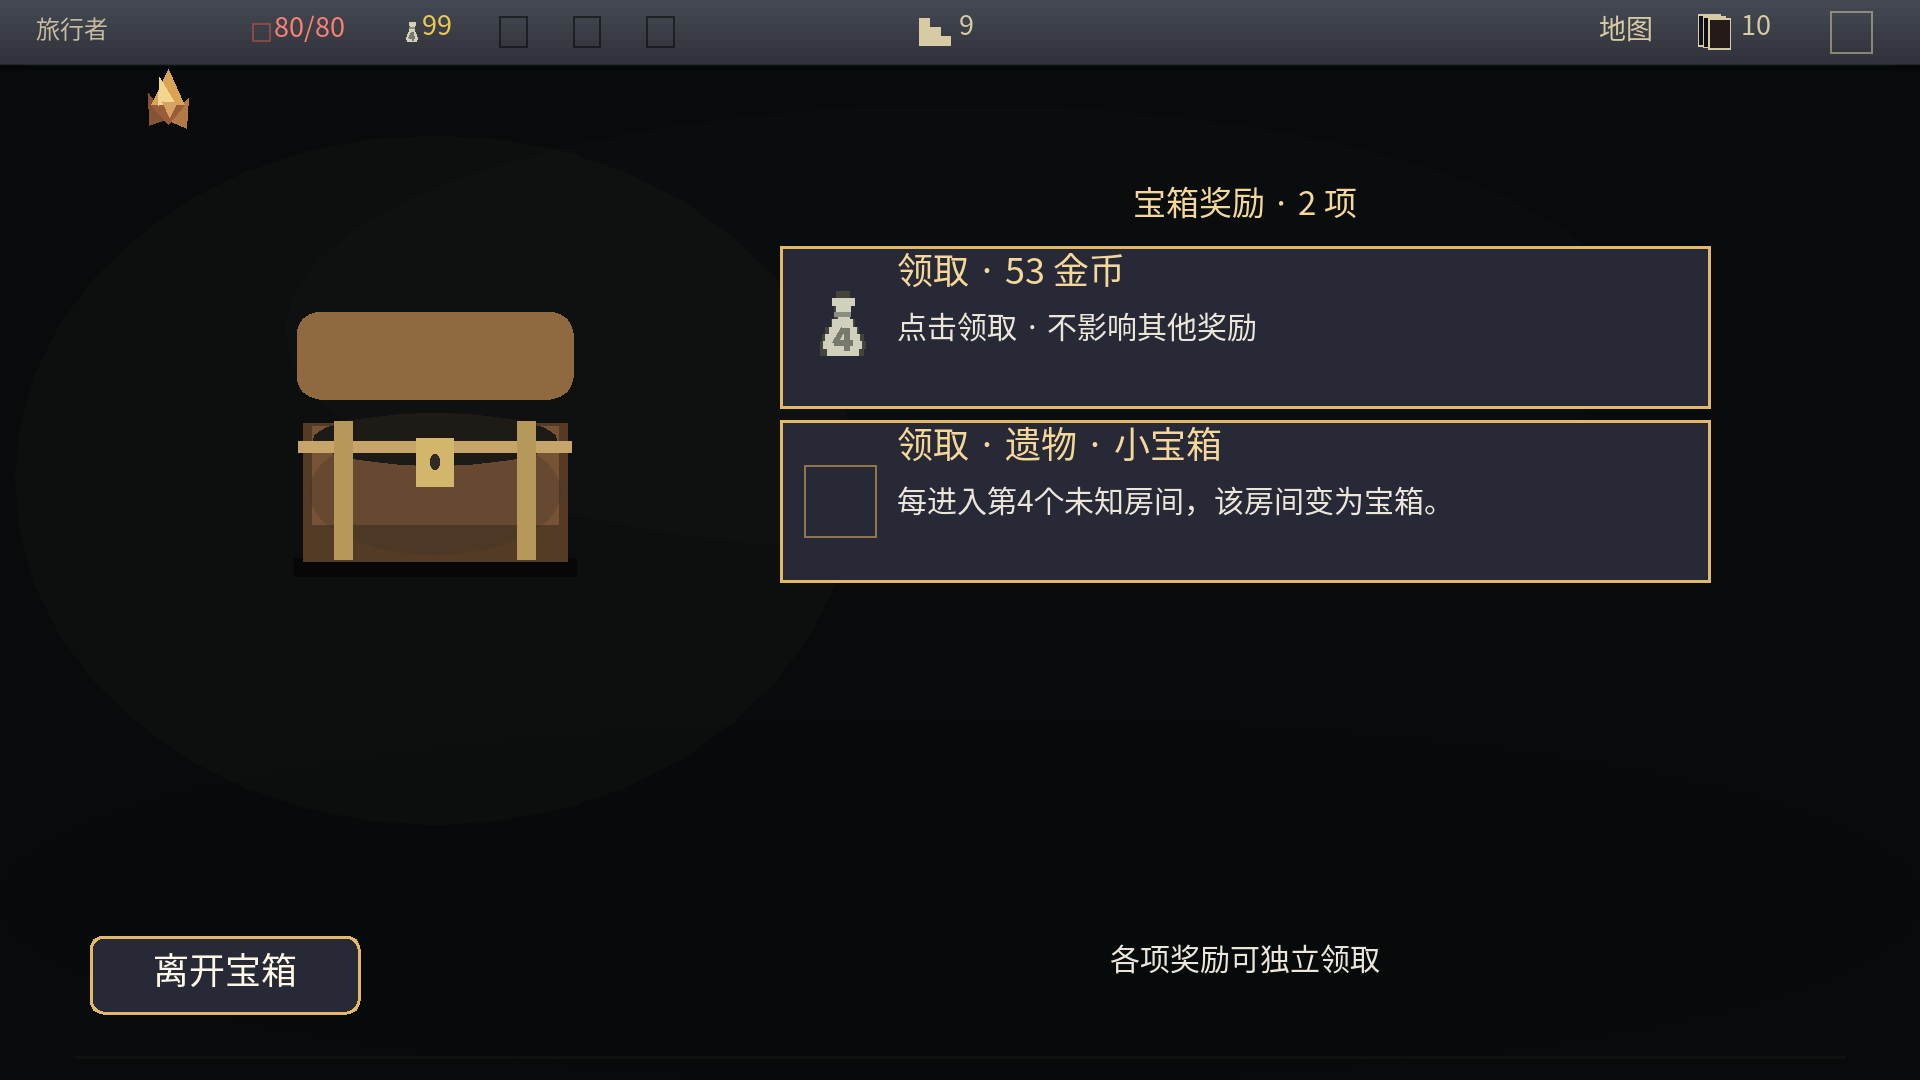 旅行者
80/80
99
9
地图
10
宝箱奖励 · 2 项
领取 · 53 金币
4
点击领取 · 不影响其他奖励
领取 · 遗物 · 小宝箱
每进入第4个未知房间，该房间变为宝箱。
离开宝箱
各项奖励可独立领取